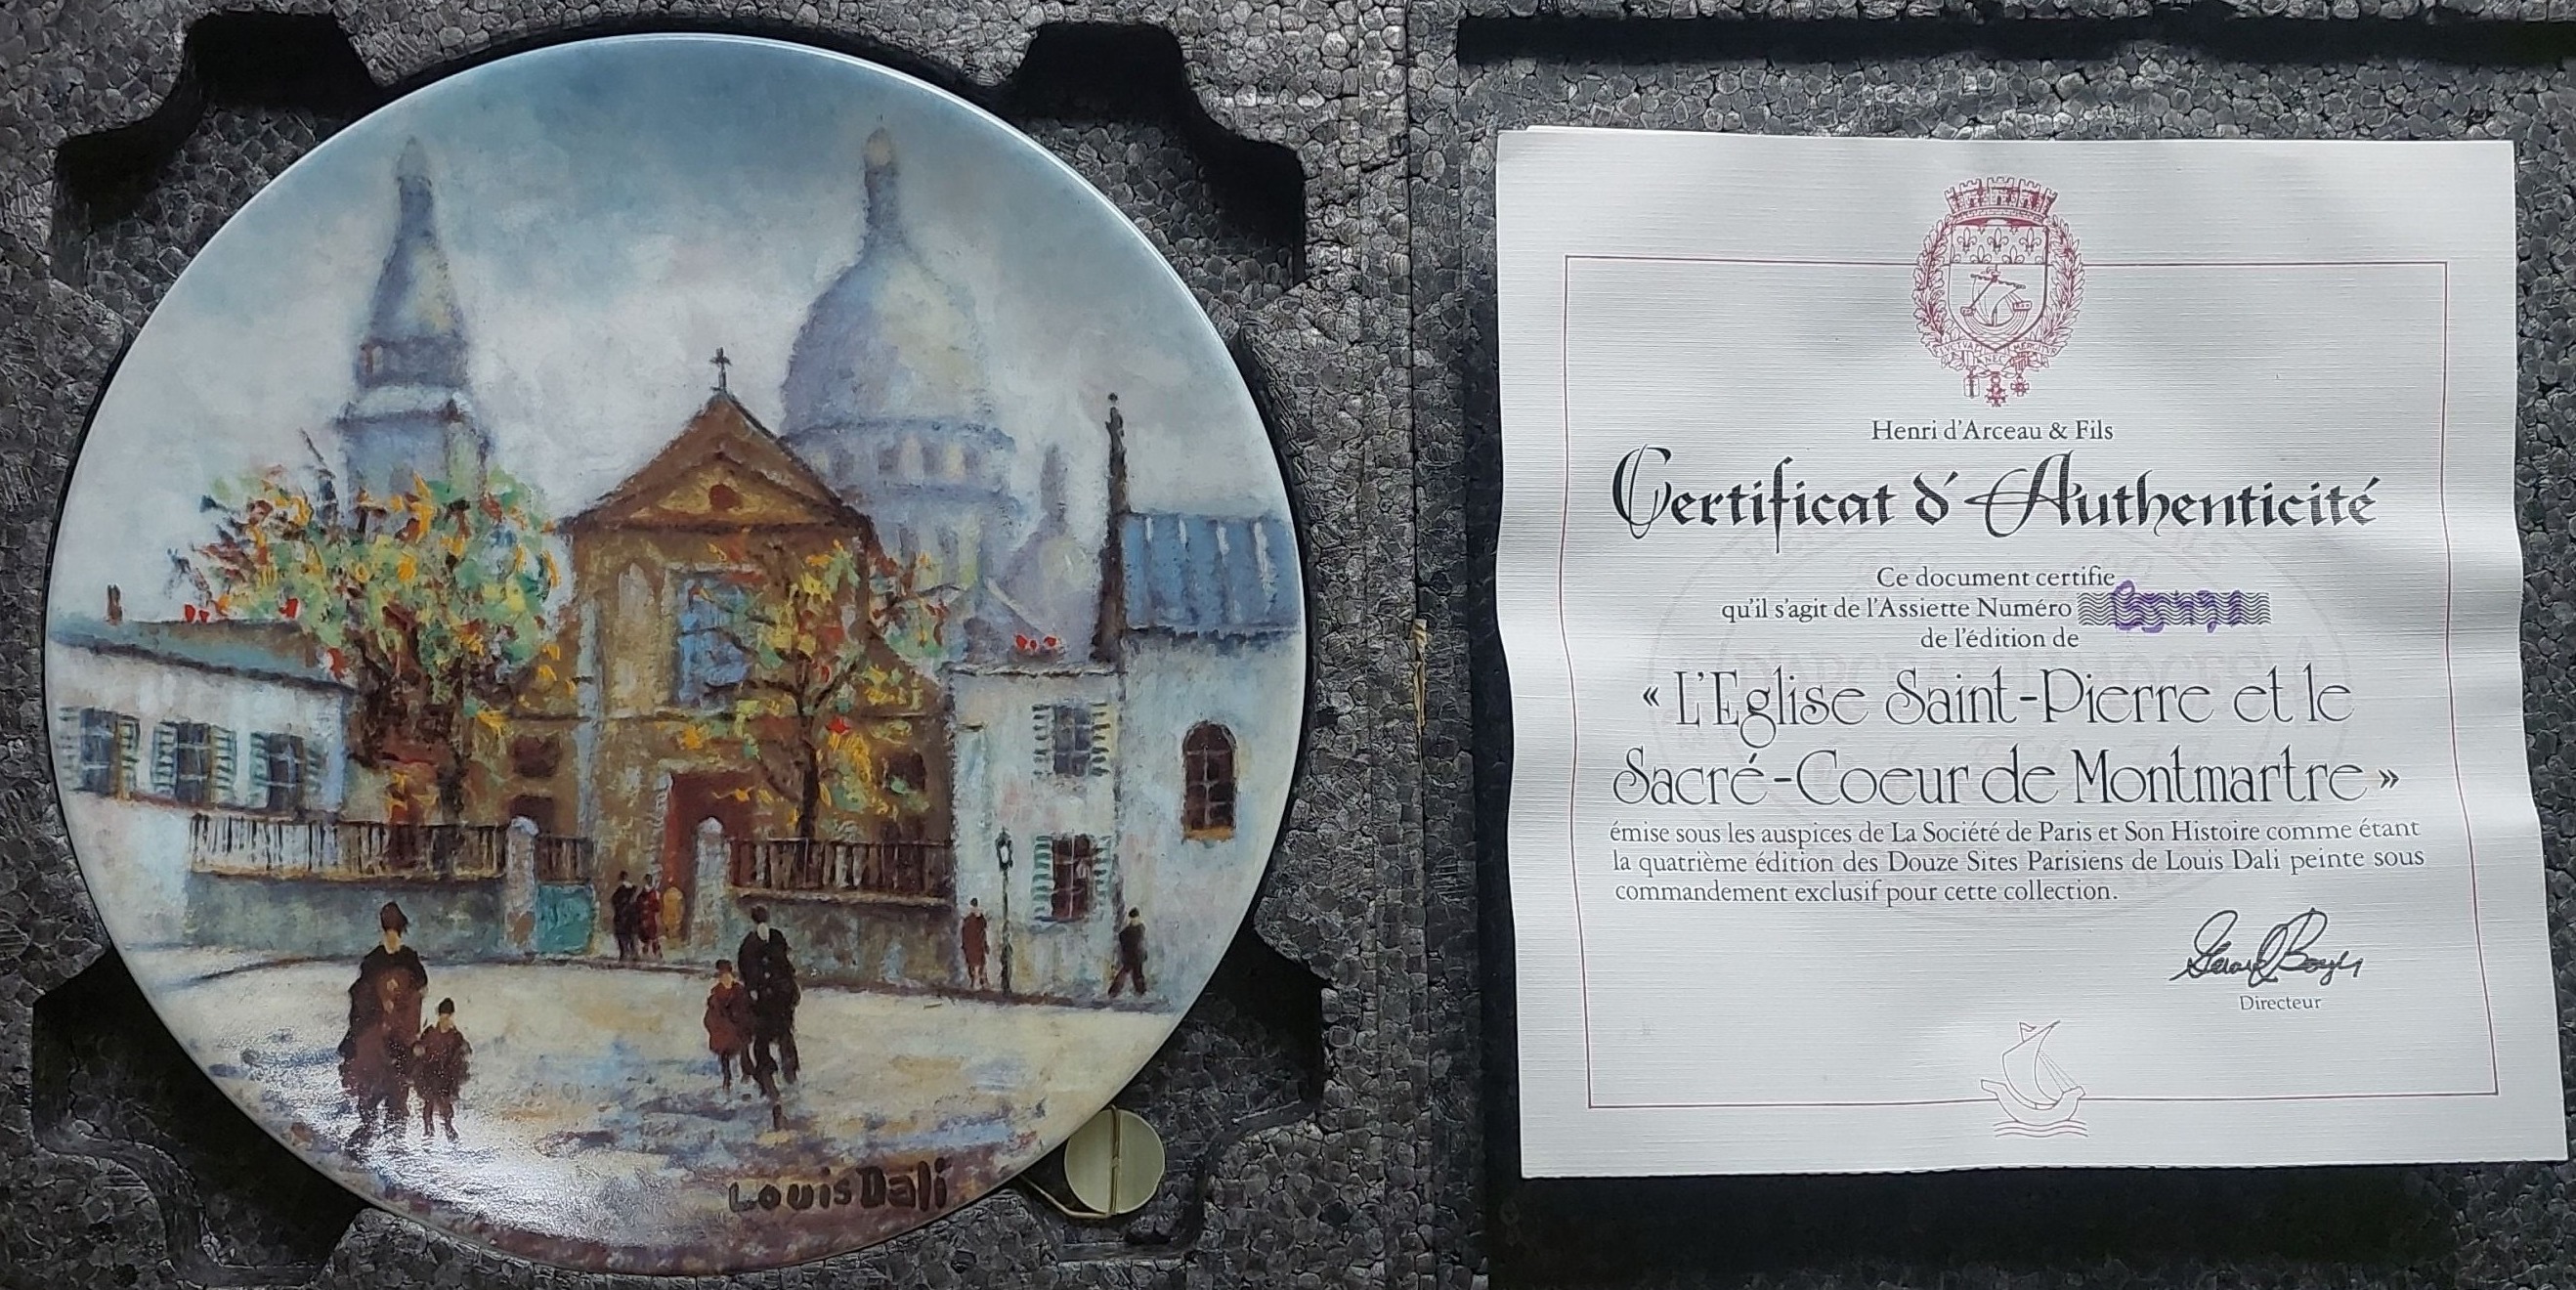 Louis Dali
Henri d'Arceau & Fils
Certificat d'Authenticité
Ce document certifie
qu'il s'agit de l'Assiette Numéro
de l'édition de
« L'Eglise Saint-Pierre et le
Sacré-Coeur de Montmartre »
émise sous les auspices de La Société de Paris et Son Histoire comme étant
la quatrième édition des Douze Sites Parisiens de Louis Dali peinte sous
commandement exclusif pour cette collection.
Directeur